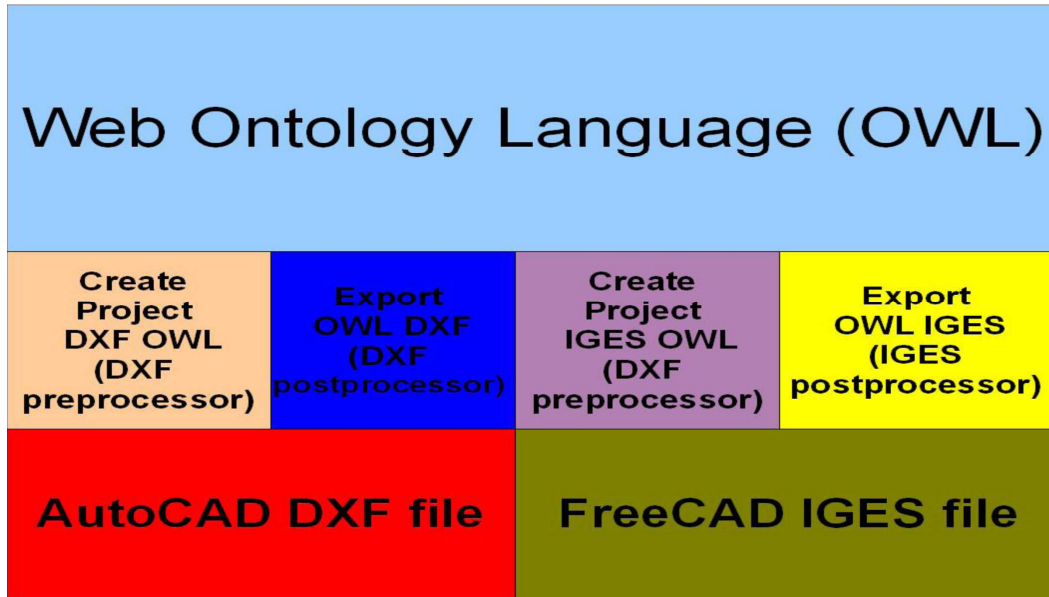 Web Ontology Language (OWL)
Create
Project
DXF OWL
(DXF
preprocessor)
Export
OWL DXF
(DXF
postprocessor)
Create
Project
IGES OWL
(DXF
preprocessor)
Export
OWL IGES
(IGES
postprocessor)
AutoCAD DXF file
FreeCAD IGES file